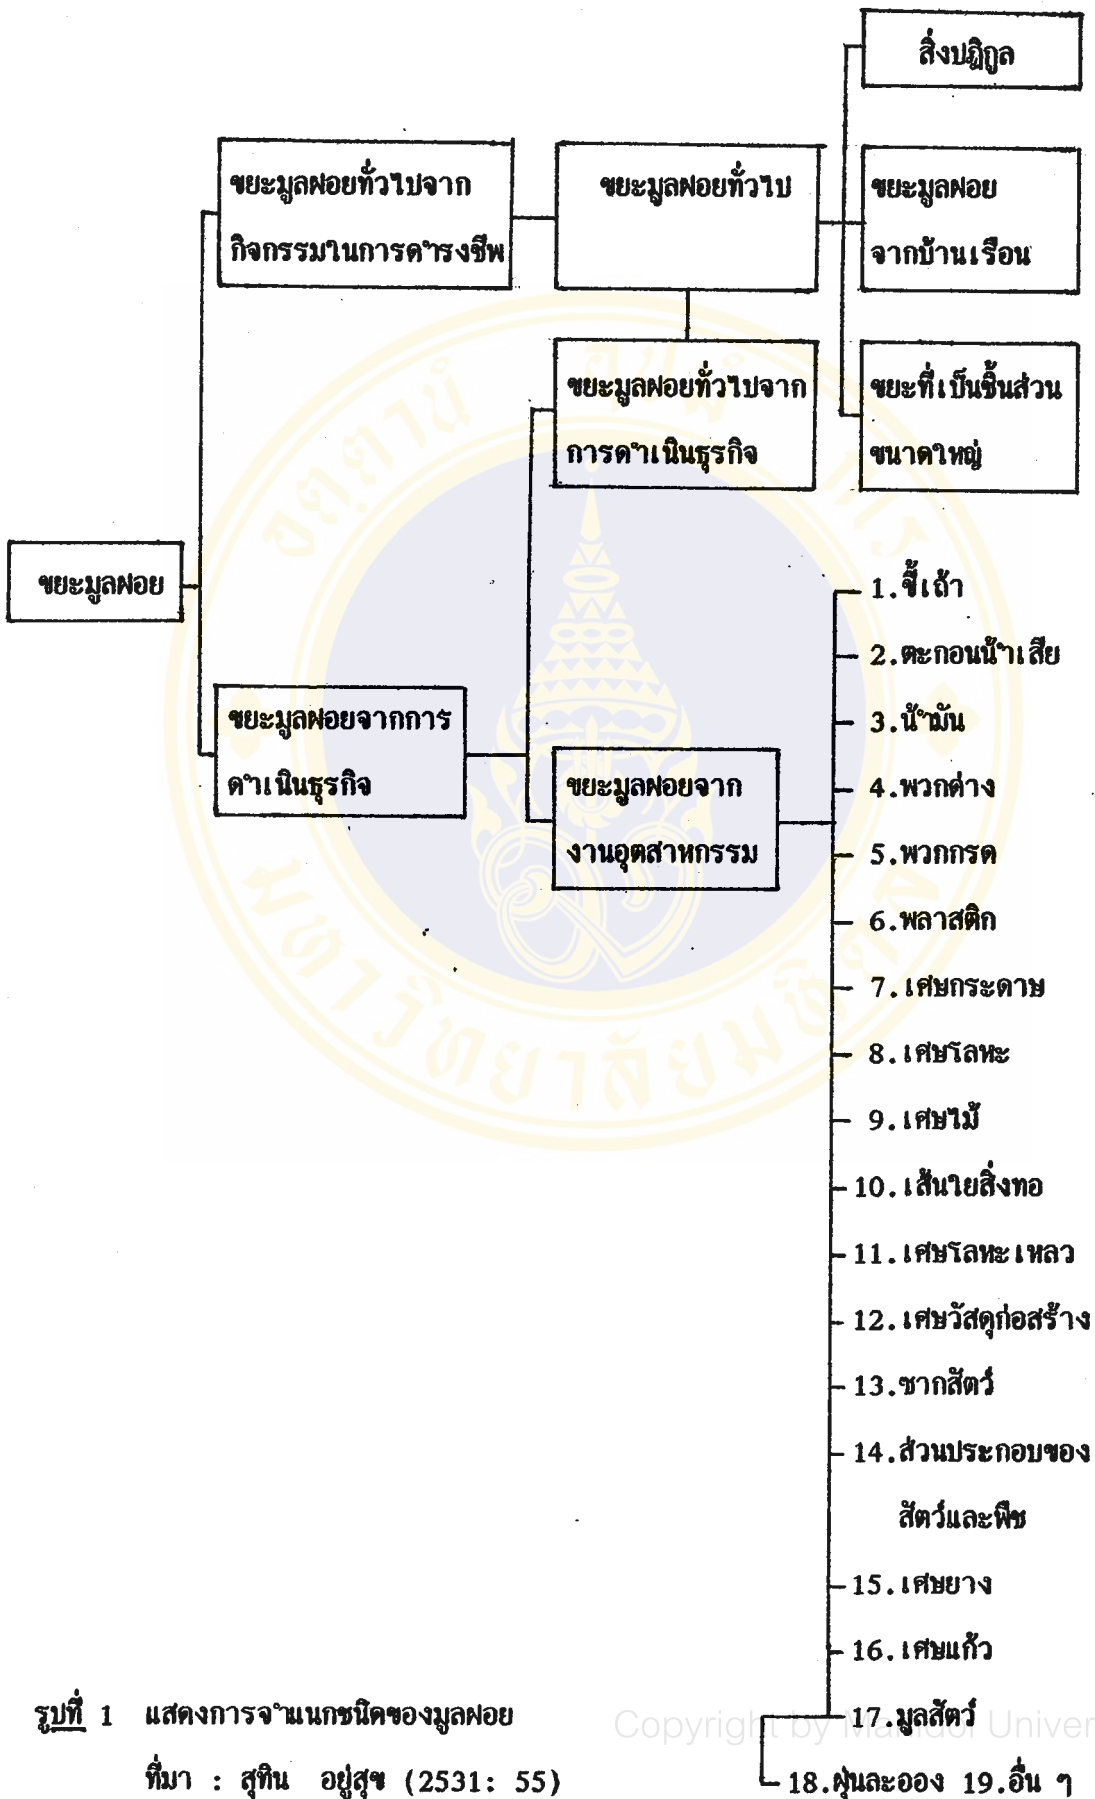 สิ่งปฏิกูล
ขยะมูลฝอยทั่วไปจาก
กิจกรรมในการดำรงชีพ
ขยะมูลฝอยทั่วไป
ขยะมูลฝอย
จากบ้านเรือน
ขยะมูลฝอยทั่วไปจาก
การดำเนินธุรกิจ
ขยะที่เป็นชิ้นส่วน
ขนาดใหญ่
ขยะมูลฝอย
ขยะมูลฝอยจากการ
ดำเนินธุรกิจ
ขยะมูลฝอยจาก
งานอุตสาหกรรม
1.ขี้เถ้า
2.ตะกอนน้ำเสีย
3.น้ำมัน
4.พวกด่าง
5.พวกกรด
6.พลาสติก
7.เศษกระดาษ
8.เศษโลหะ
9.เศษไม้
10.เส้นใยสิ่งทอ
11.เศษโลหะเหลว
12.เศษวัสดุก่อสร้าง
13.ซากสัตว์
14.ส่วนประกอบของ
สัตว์และพืช
15.เศษยาง
16.เศษแก้ว
17.มูลสัตว์
18.ฝุ่นละออง 19.อื่น ๆ
รูปที่ 1 แสดงการจำแนกชนิดของมูลฝอย
ที่มา : สุทิน อยู่สุข (2531: 55)
มหาวิทยาลัยมหิดล
Copyright by Mahidol Univer